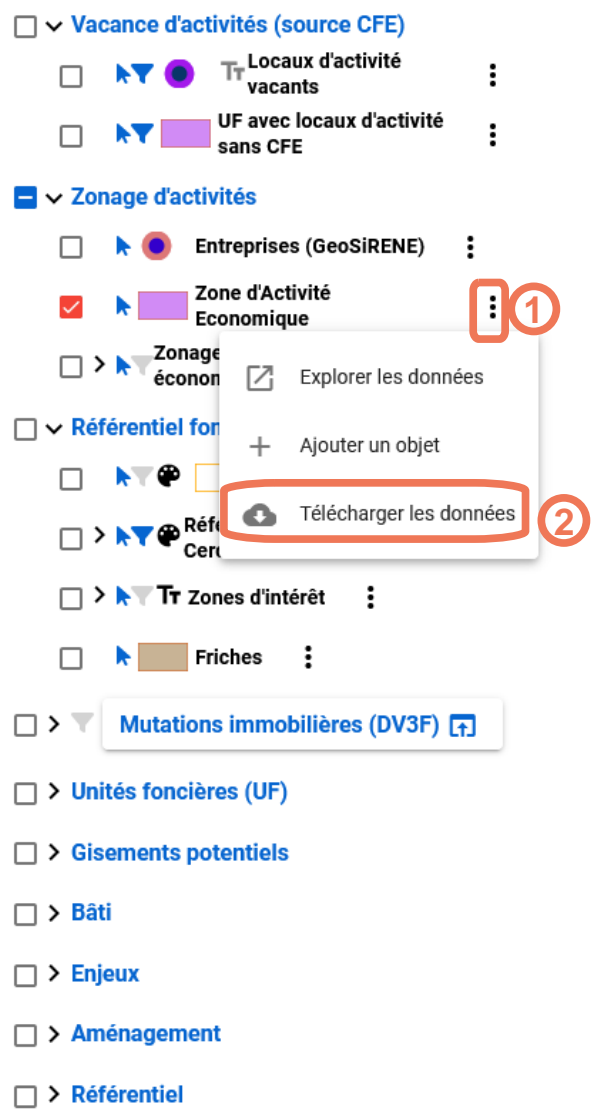 Vacance d'activités (source CFE)
Locaux d'activité
vacants
UF avec locaux d'activité
sans CFE
Zonage d'activités
Entreprises (GeoSiRENE)
Zone d'Activité
Economique
1
Zonage
économ
Explorer les données
Référentiel fon
Ajouter un objet
Télécharger les données
2
Réfé
Cerc
Zones d'intérêt
Friches
Mutations immobilières (DV3F)
Unités foncières (UF)
Gisements potentiels
Bâti
Enjeux
Aménagement
Référentiel